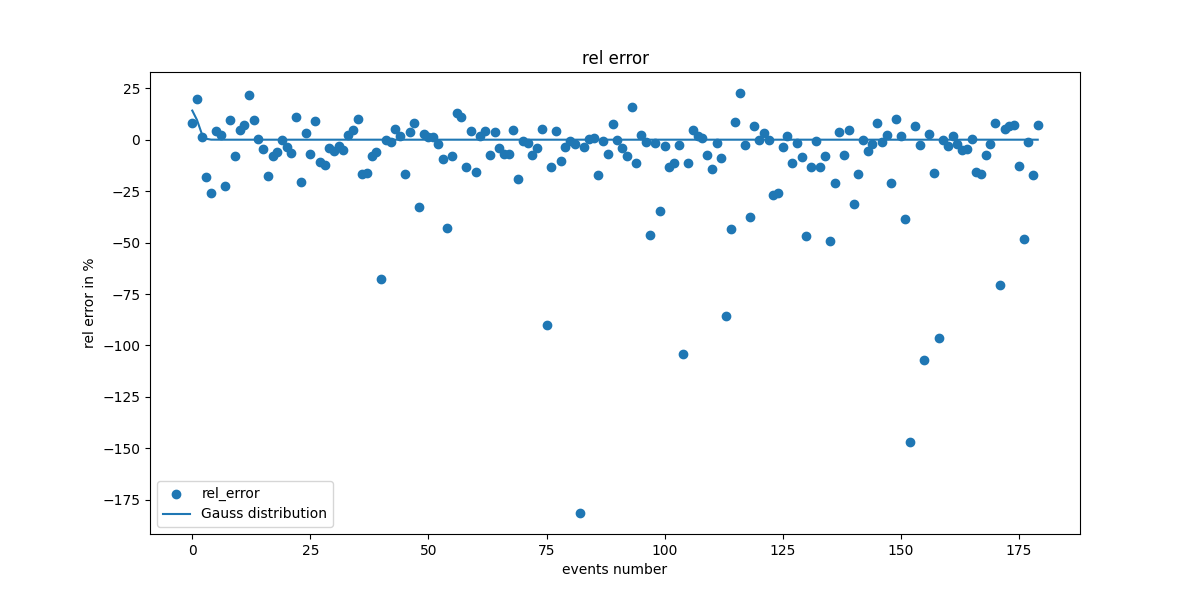 rel error
rel error in %
25
0
−25
−50
−75
−100
−125
−150
−175
rel_error
Gauss distribution
0 25 50 75 100 125 150 175
events number